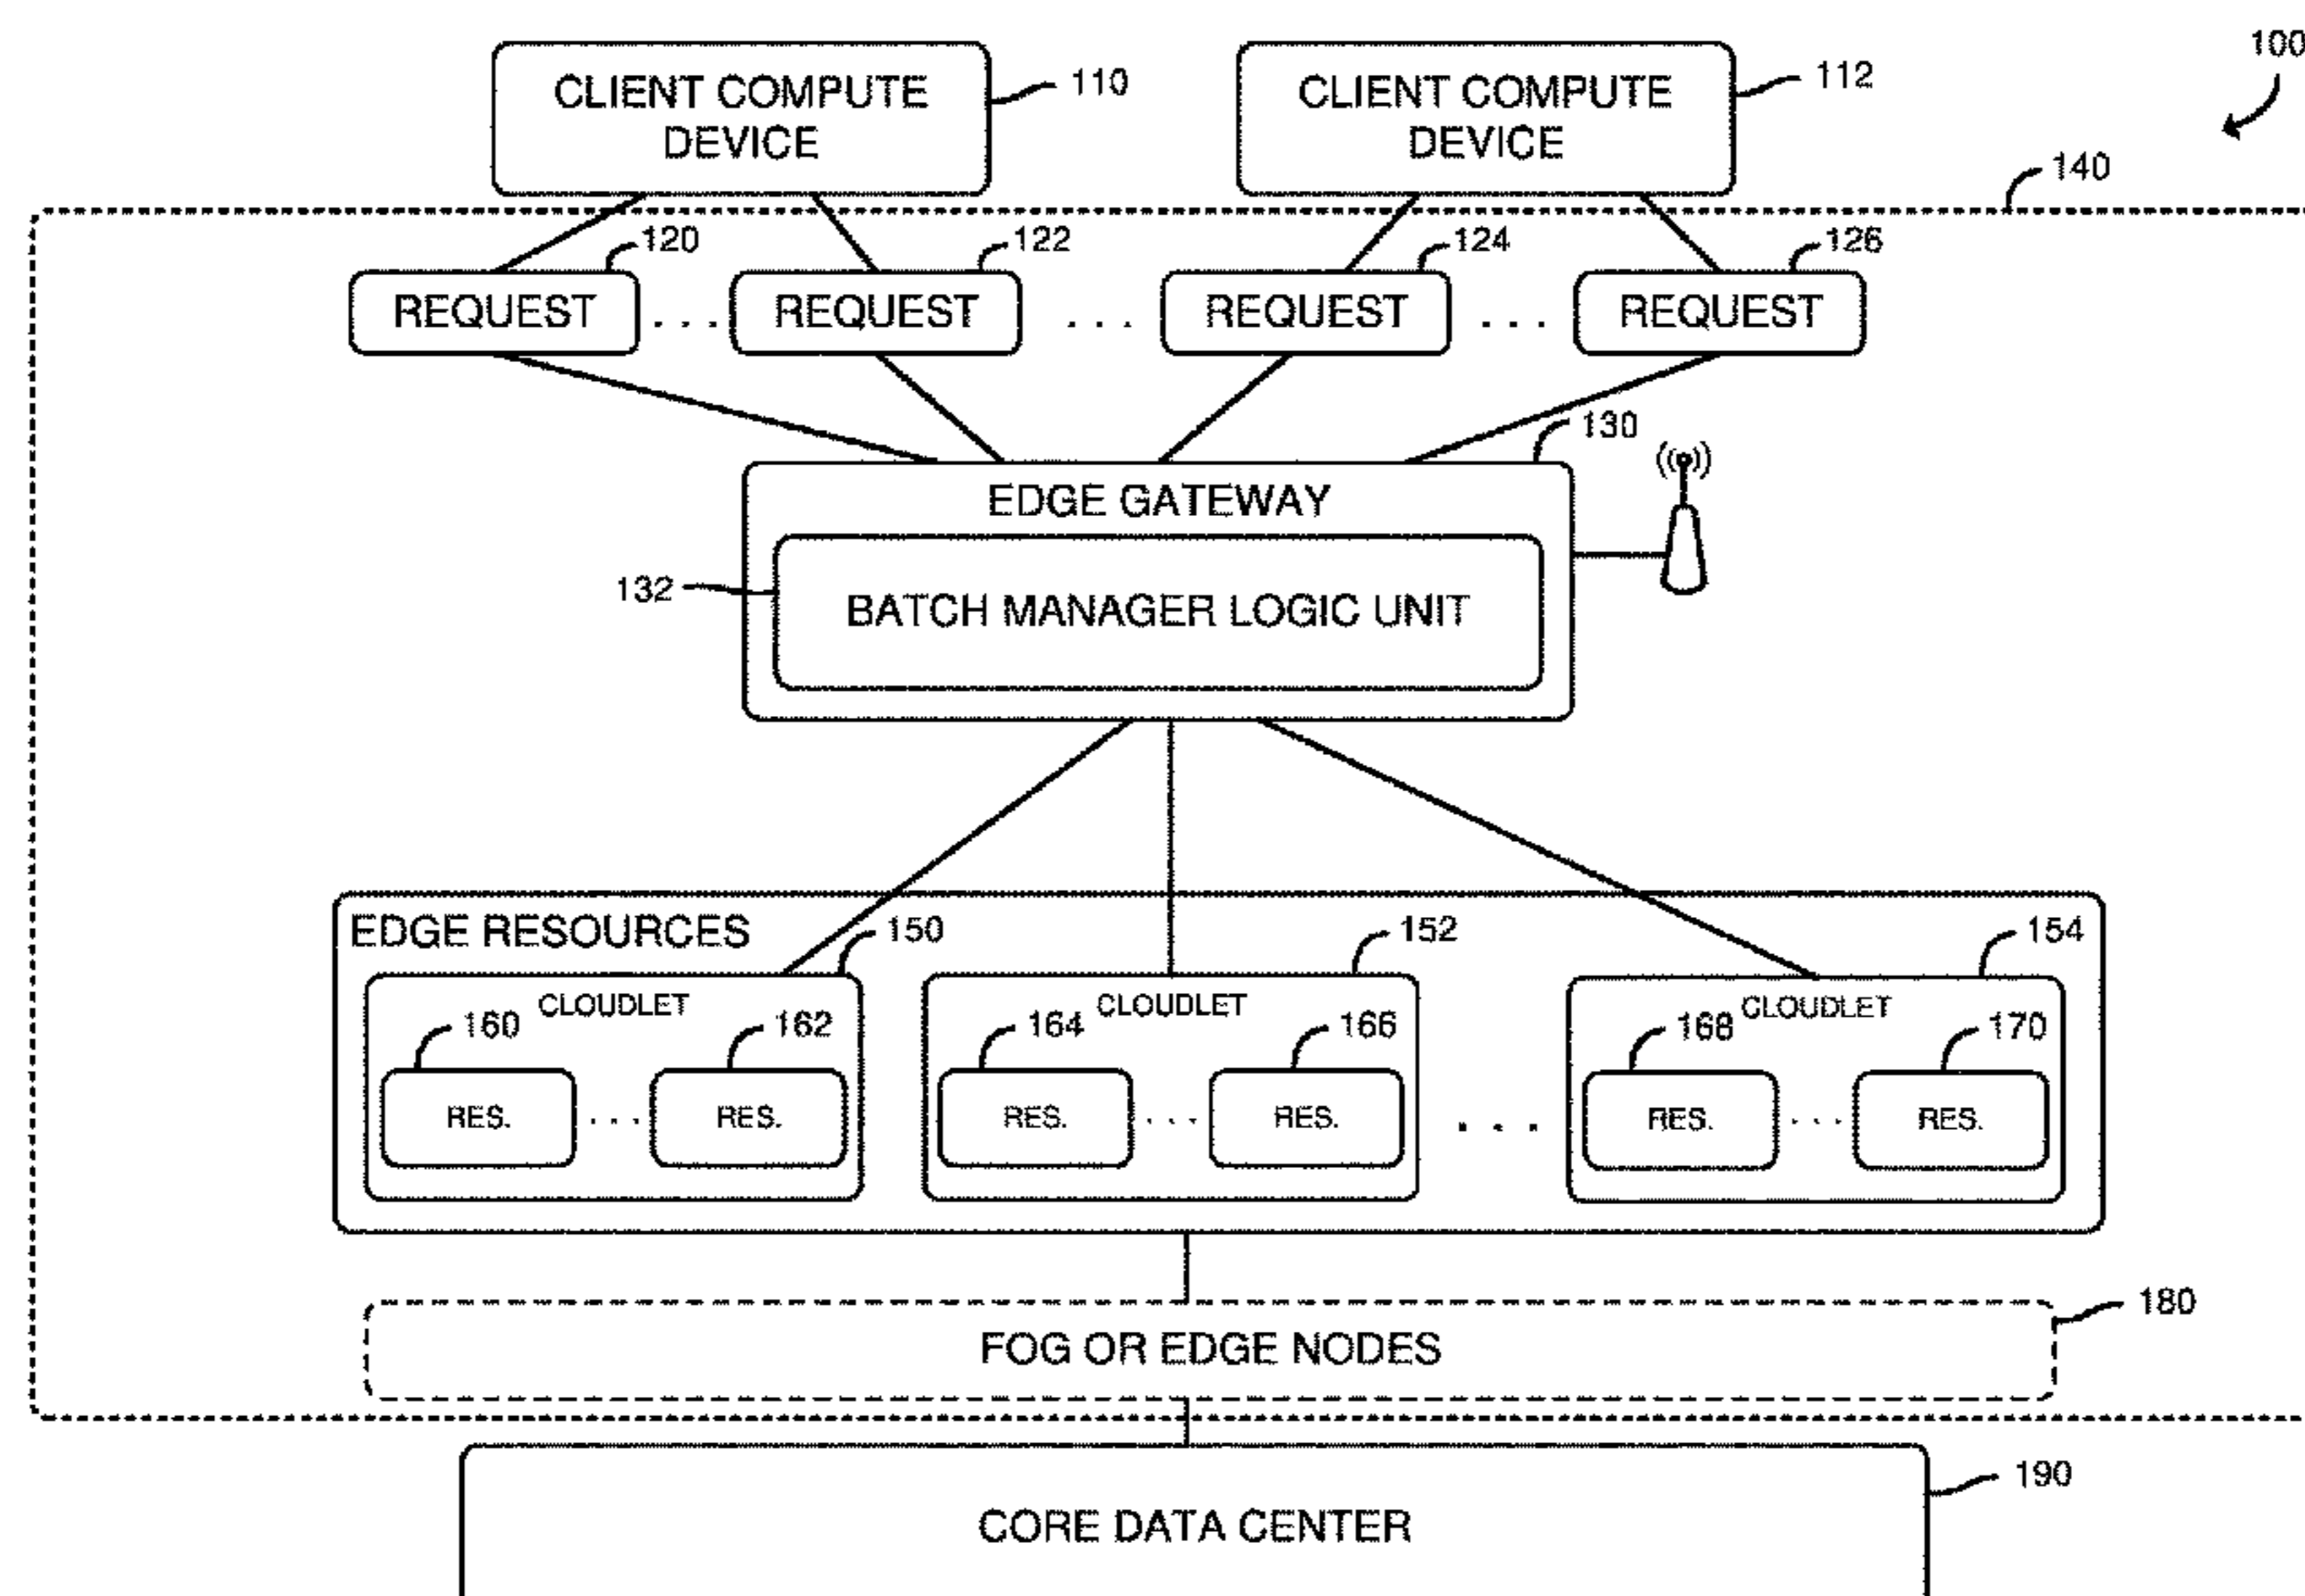 100
CLIENT COMPUTE
DEVICE
110
CLIENT COMPUTE
DEVICE
112
140
120
122
124
126
REQUEST . . . REQUEST . . . REQUEST . . . REQUEST
130
EDGE GATEWAY
132
BATCH MANAGER LOGIC UNIT
EDGE RESOURCES
150
152
154
CLOUDLET
CLOUDLET
CLOUDLET
160
162
164
166
168
170
RES. . . . RES.
RES. . . . RES.
. . .
RES. . . . RES.
180
FOG OR EDGE NODES
190
CORE DATA CENTER